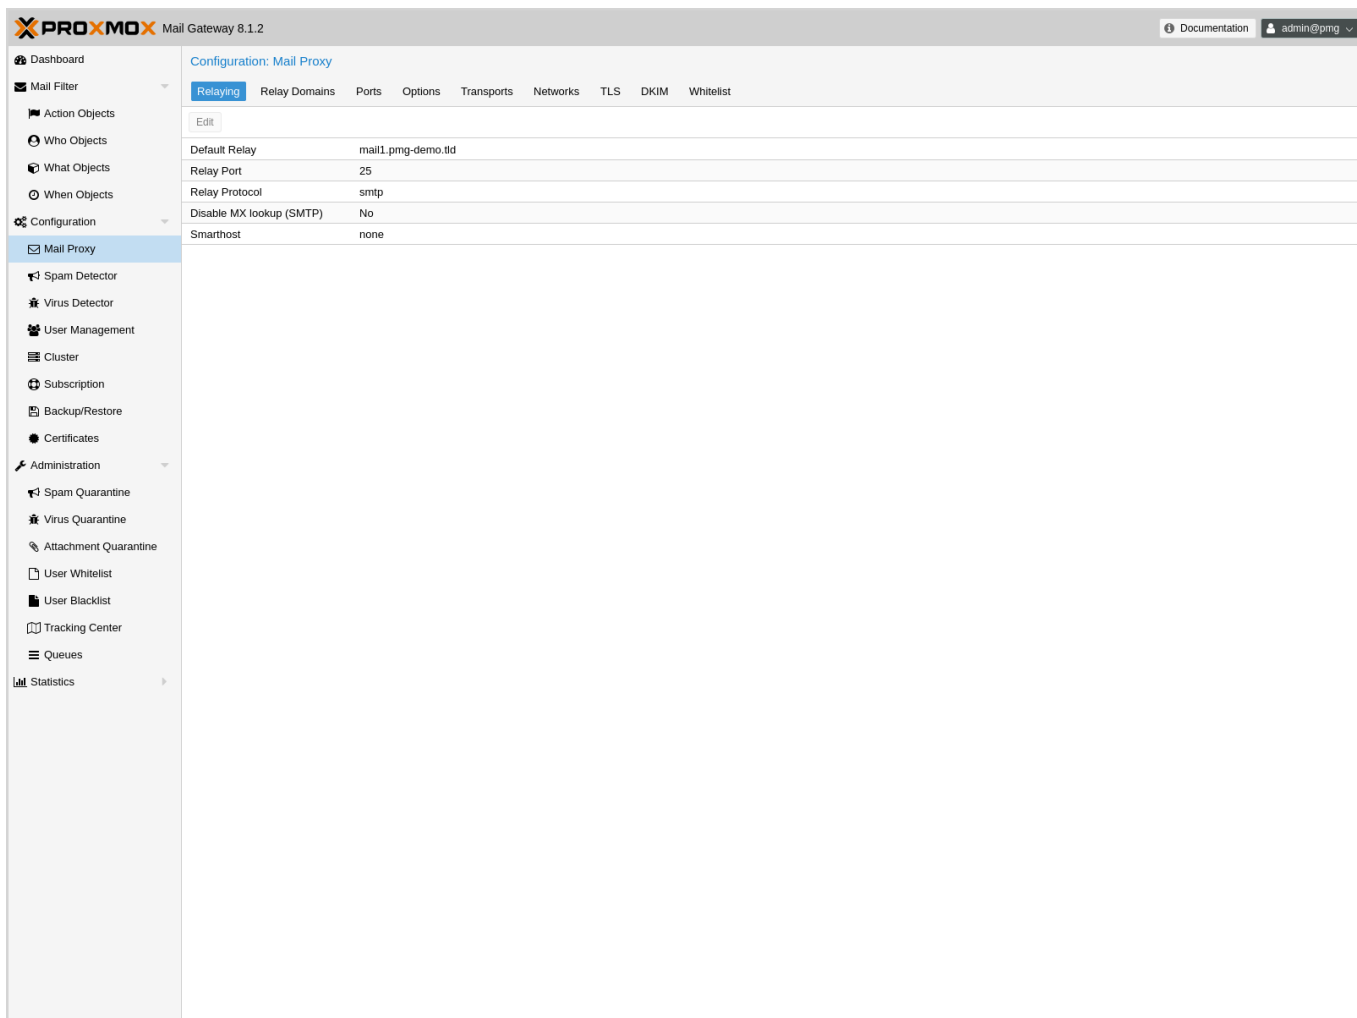 PROXMOX Mail Gateway 8.1.2
Documentation
admin@pmg
Dashboard
Mail Filter
Action Objects
Who Objects
What Objects
When Objects
Configuration
Mail Proxy
Spam Detector
Virus Detector
User Management
Cluster
Subscription
Backup/Restore
Certificates
Administration
Spam Quarantine
Virus Quarantine
Attachment Quarantine
User Whitelist
User Blacklist
Tracking Center
Queues
Statistics
Configuration: Mail Proxy
Relaying Relay Domains Ports Options Transports Networks TLS DKIM Whitelist
Edit
Default Relay mail1.pmg-demo.tld
Relay Port 25
Relay Protocol smtp
Disable MX lookup (SMTP) No
Smarthost none